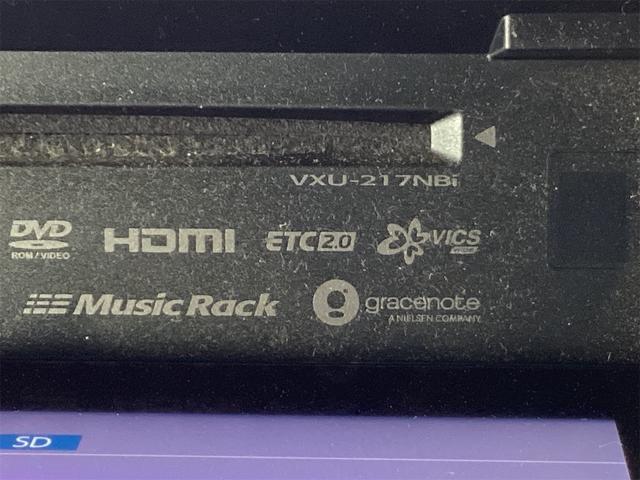 VXU-217NBi
DVD HDMI ETC2.0 VICS
ROM/VIDEO
Music Rack gracenote
A NIELSEN COMPANY
SD